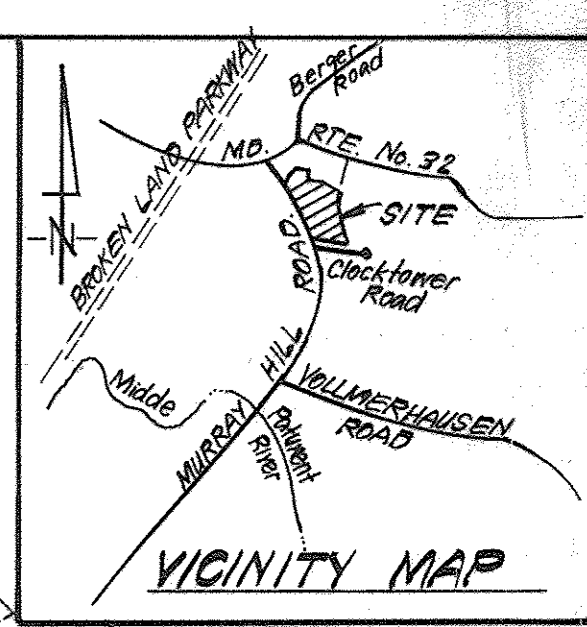 BROKEN LAND PARKWAY
Berger
Road
MD. RTE. No. 32
SITE
N
Clocktower
Road
MURRAY HILL ROAD.
VOLLMERHAUSEN
ROAD
Midde
Patuxent
River
VICINITY MAP